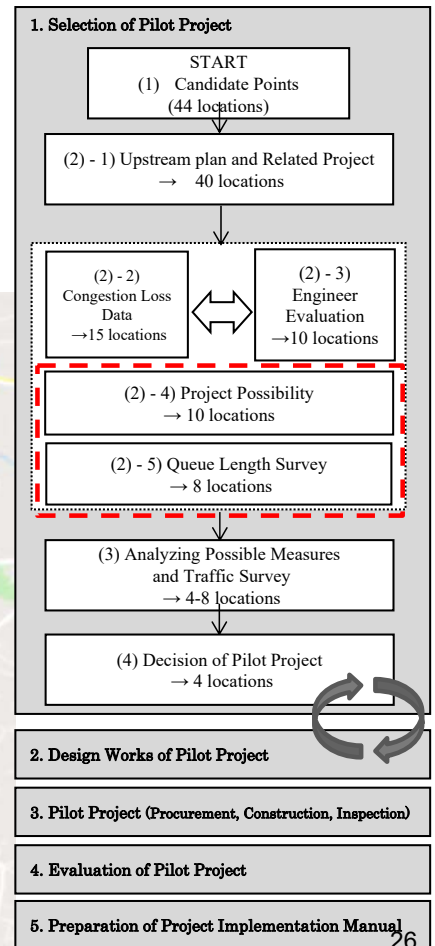 1. Selection of Pilot Project
START
(1) Candidate Points
(44 locations)
(2) - 1) Upstream plan and Related Project
→ 40 locations
(2) - 2)
Congestion Loss
Data
→15 locations
(2) - 3)
Engineer
Evaluation
→10 locations
(2) - 4) Project Possibility
→ 10 locations
(2) - 5) Queue Length Survey
→ 8 locations
(3) Analyzing Possible Measures
and Traffic Survey
→ 4-8 locations
(4) Decision of Pilot Project
→ 4 locations
2. Design Works of Pilot Project
3. Pilot Project (Procurement, Construction, Inspection)
4. Evaluation of Pilot Project
5. Preparation of Project Implementation Manual
26